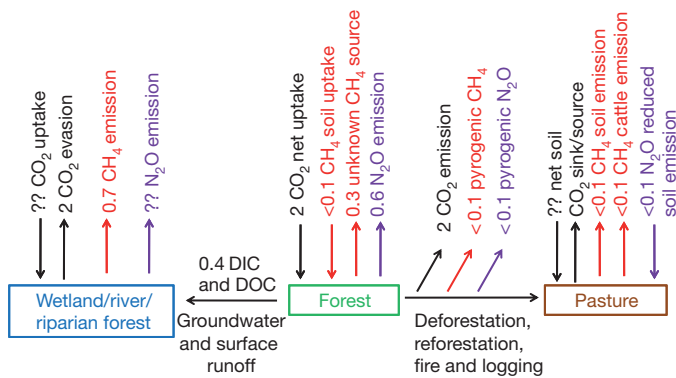 ?? CO₂ uptake
2 CO₂ evasion
0.7 CH₄ emission
?? N₂O emission
2 CO₂ net uptake
<0.1 CH₄ soil uptake
0.3 unknown CH₄ source
0.6 N₂O emission
2 CO₂ emission
<0.1 pyrogenic CH₄
<0.1 pyrogenic N₂O
?? net soil
CO₂ sink/source
<0.1 CH₄ soil emission
<0.1 CH₄ cattle emission
<0.1 N₂O reduced
soil emission
Wetland/river/
riparian forest
0.4 DIC
and DOC
Groundwater
and surface
runoff
Forest
Deforestation,
reforestation,
fire and logging
Pasture